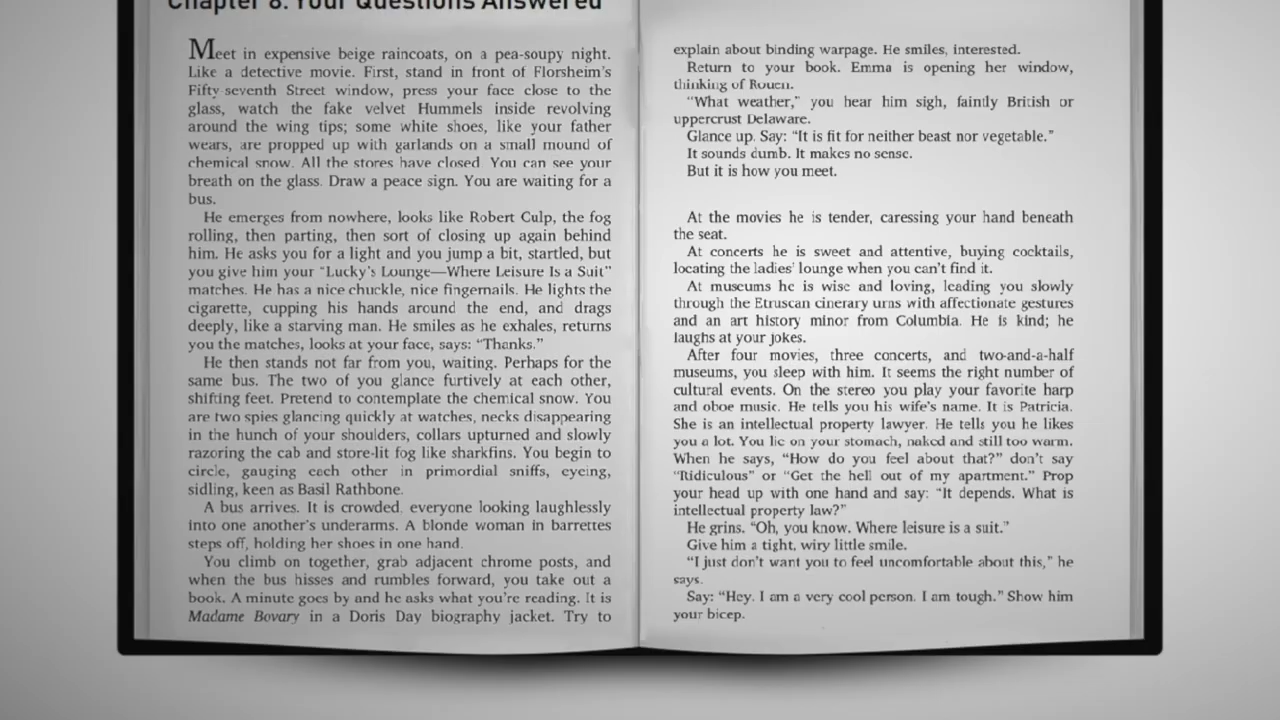 Chapter 8: Your Questions Answered
Meet in expensive beige raincoats, on a pea-soupy night.
Like a detective movie. First, stand in front of Florsheim's
Fifty seventh Street window, press your face close to the
glass, watch the fake velvet Hummels inside revolving
around the wing tips; some white shoes, like your father
wears, are propped up with garlands on a small mound of
chemical snow. All the stores have closed. You can see your
breath on the glass. Draw a peace sign. You are waiting for a
bus.
He emerges from nowhere, looks like Robert Culp, the fog
rolling, then parting, then sort of closing up again behind
him. He asks you for a light and you jump a bit, startled, but
you give him your "Lucky's Lounge—Where Leisure Is a Suit"
matches. He has a nice chuckle, nice fingernails. He lights the
cigarette, cupping his hands around the end, and drags
deeply, like a starving man. He smiles as he exhales, returns
you the matches, looks at your face, says: "Thanks."
He then stands not far from you, waiting. Perhaps for the
same bus. The two of you glance furtively at each other,
shifting feet. Pretend to contemplate the chemical snow. You
are two spies glancing quickly at watches, necks disappearing
in the hunch of your shoulders, collars upturned and slowly
razoring the cab and store-lit fog like sharkfins. You begin to
circle, gauging each other in primordial sniffs, eyeing,
sidling, keen as Basil Rathbone.
A bus arrives. It is crowded, everyone looking laughlessly
into one another's underarms. A blonde woman in barrettes
steps off, holding her shoes in one hand.
You climb on together, grab adjacent chrome posts, and
when the bus hisses and rumbles forward, you take out a
book. A minute goes by and he asks what you're reading. It is
Madame Bovary in a Doris Day biography jacket. Try to
explain about binding warpage. He smiles, interested.
Return to your book. Emma is opening her window,
thinking of Rouen.
"What weather," you hear him sigh, faintly British or
uppercrust Delaware.
Glance up. Say: "It is fit for neither beast nor vegetable."
It sounds dumb. It makes no sense.
But it is how you meet.
At the movies he is tender, caressing your hand beneath
the seat.
At concerts he is sweet and attentive, buying cocktails,
locating the ladies' lounge when you can't find it.
At museums he is wise and loving, leading you slowly
through the Etruscan cinerary urns with affectionate gestures
and an art history minor from Columbia. He is kind; he
laughs at your jokes.
After four movies, three concerts, and two-and-a-half
museums, you sleep with him. It seems the right number of
cultural events. On the stereo you play your favorite harp
and oboe music. He tells you his wife's name. It is Patricia.
She is an intellectual property lawyer. He tells you he likes
you a lot. You lie on your stomach, naked and still too warm.
When he says, "How do you feel about that?" don't say
"Ridiculous" or "Get the hell out of my apartment." Prop
your head up with one hand and say: "It depends. What is
intellectual property law?"
He grins. "Oh, you know. Where leisure is a suit."
Give him a tight, wiry little smile.
"I just don't want you to feel uncomfortable about this," he
says.
Say: "Hey. I am a very cool person. I am tough." Show him
your bicep.